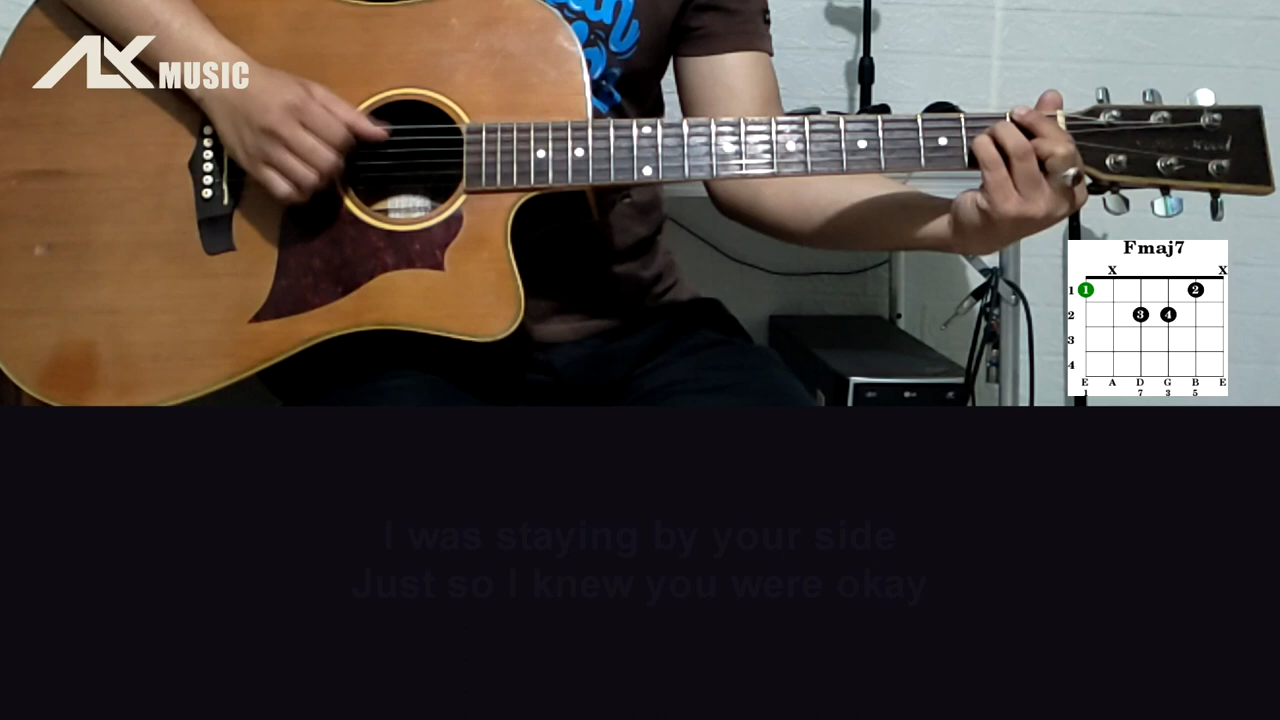 ALK MUSIC
Fmaj7
X X
1 1 2
2 3 4
3
4
E A D G B E
1 7 3 5
I was staying by your side
Just so I knew you were okay